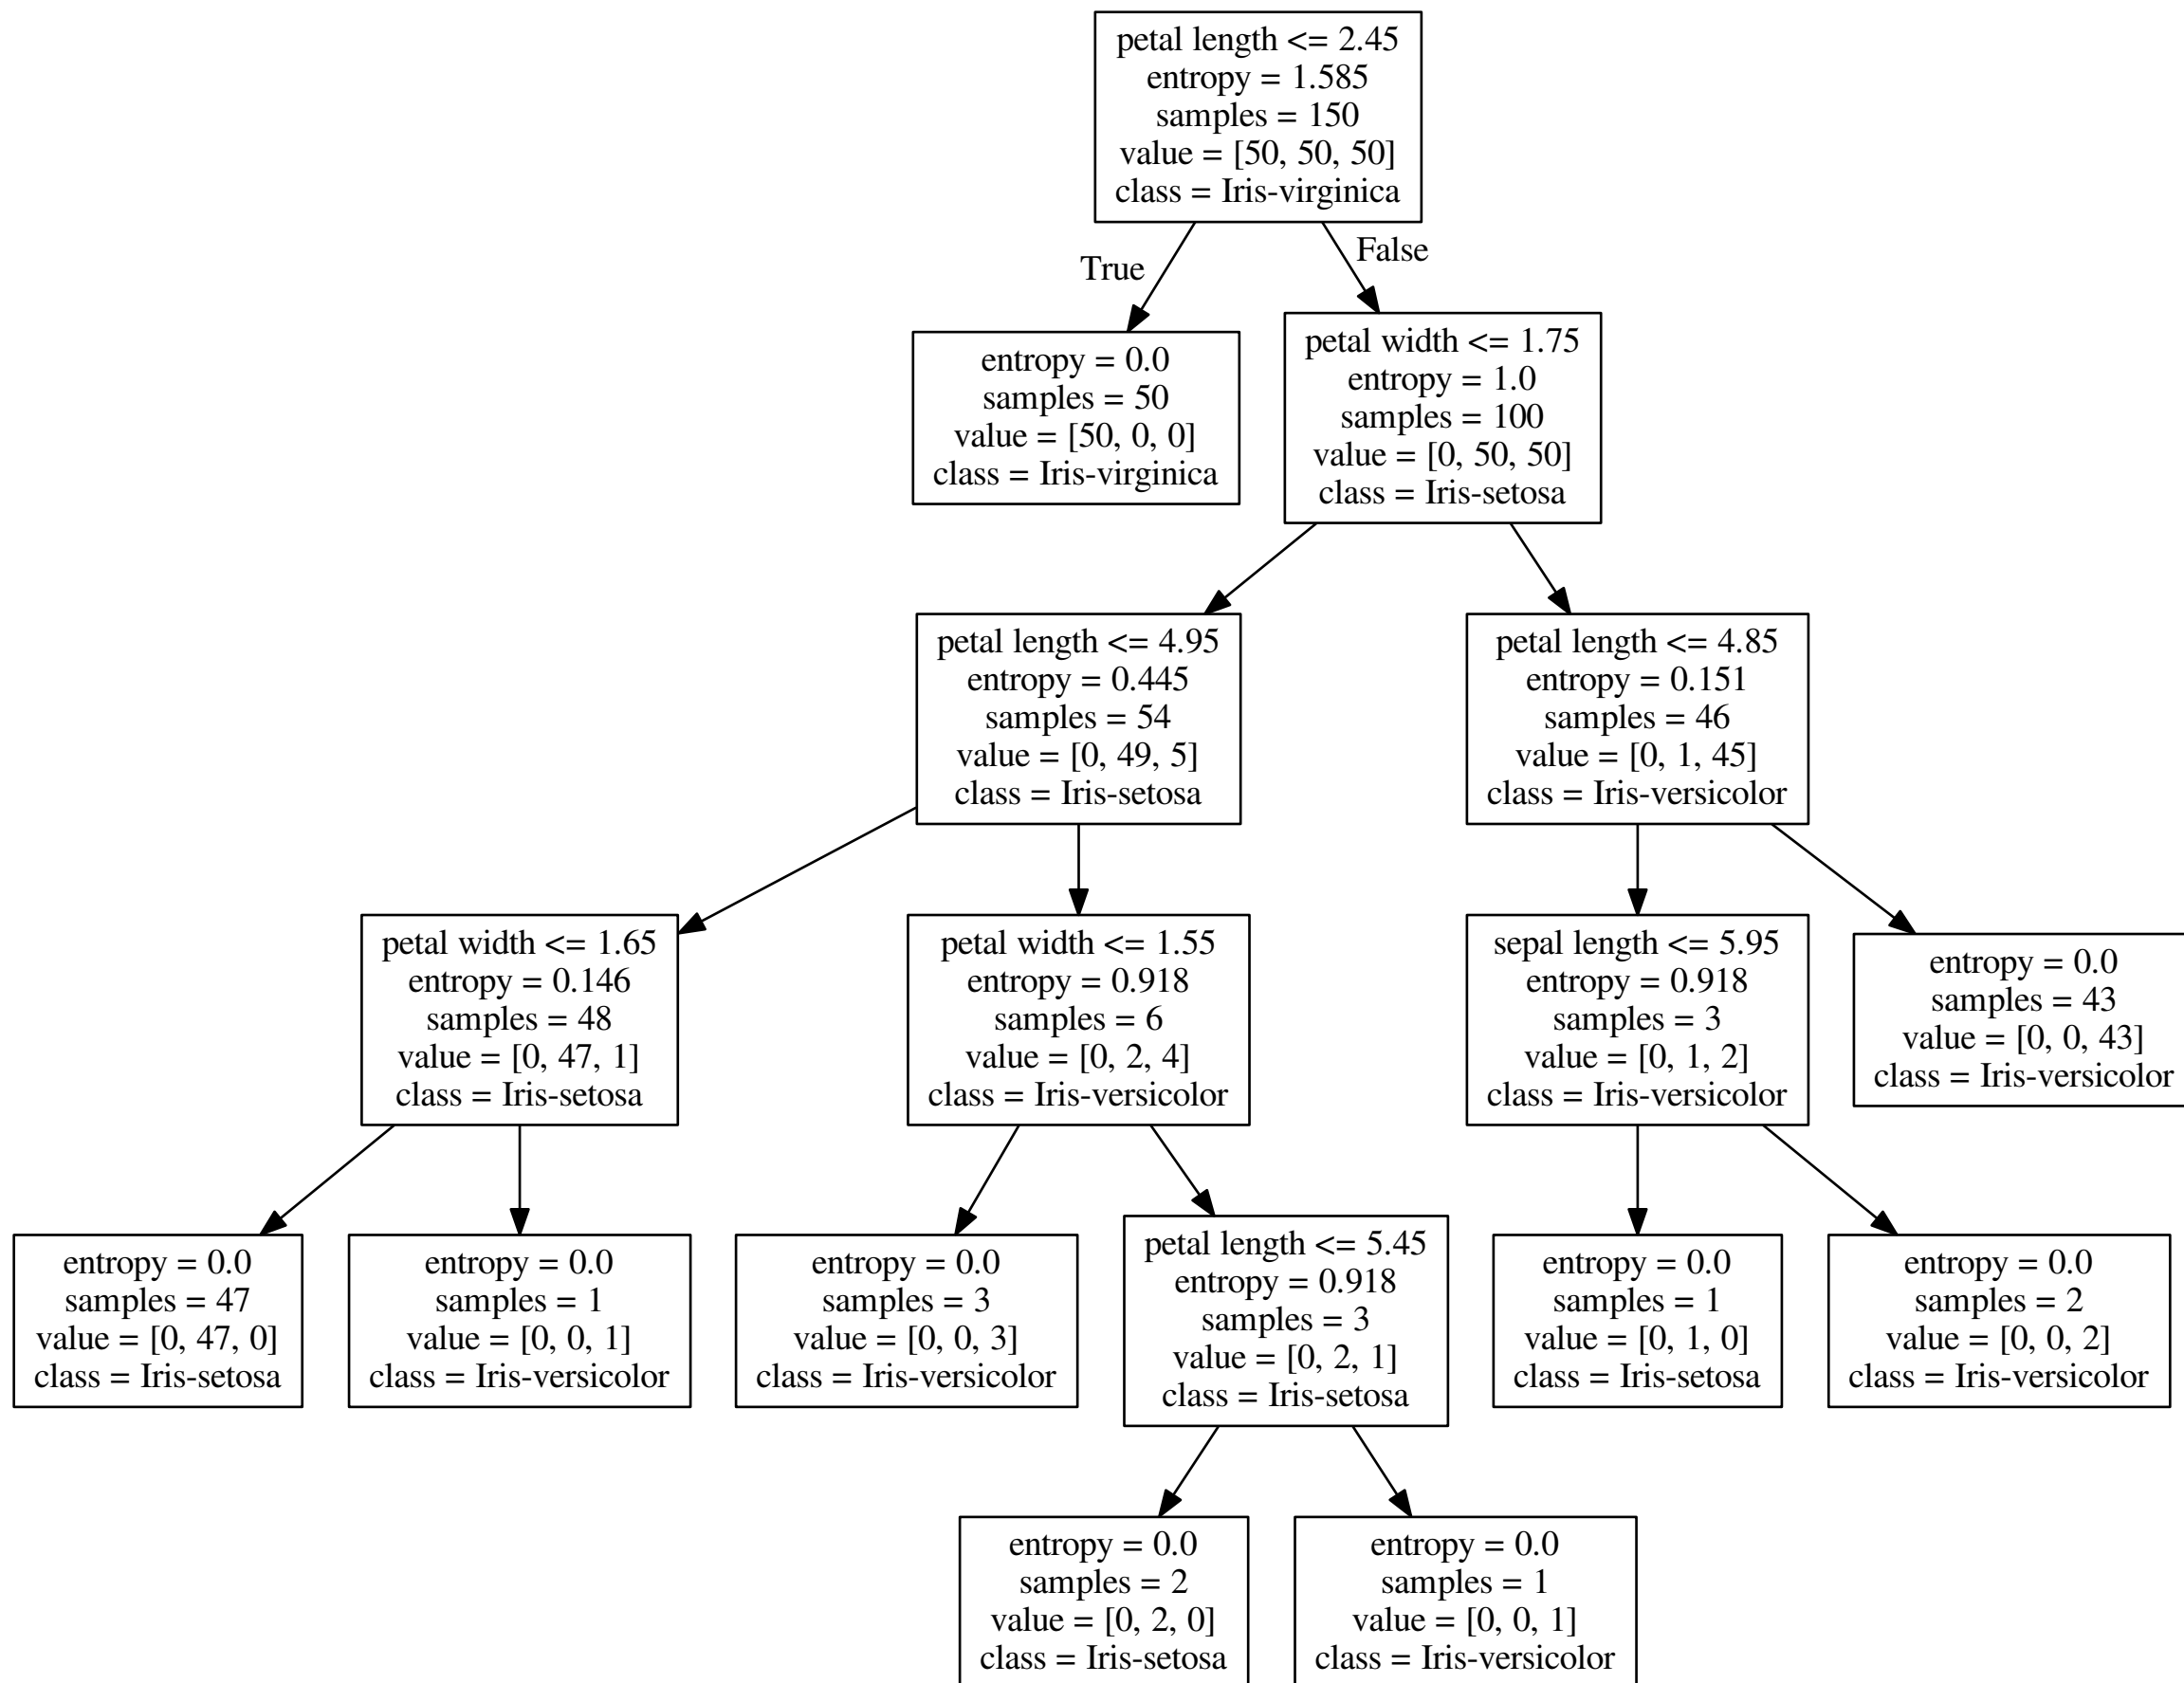 petal length <= 2.45
entropy = 1.585
samples = 150
value = [50, 50, 50]
class = Iris-virginica
True
False
entropy = 0.0
samples = 50
value = [50, 0, 0]
class = Iris-virginica
petal width <= 1.75
entropy = 1.0
samples = 100
value = [0, 50, 50]
class = Iris-setosa
petal length <= 4.95
entropy = 0.445
samples = 54
value = [0, 49, 5]
class = Iris-setosa
petal length <= 4.85
entropy = 0.151
samples = 46
value = [0, 1, 45]
class = Iris-versicolor
petal width <= 1.65
entropy = 0.146
samples = 48
value = [0, 47, 1]
class = Iris-setosa
petal width <= 1.55
entropy = 0.918
samples = 6
value = [0, 2, 4]
class = Iris-versicolor
sepal length <= 5.95
entropy = 0.918
samples = 3
value = [0, 1, 2]
class = Iris-versicolor
entropy = 0.0
samples = 43
value = [0, 0, 43]
class = Iris-versicolor
entropy = 0.0
samples = 47
value = [0, 47, 0]
class = Iris-setosa
entropy = 0.0
samples = 1
value = [0, 0, 1]
class = Iris-versicolor
entropy = 0.0
samples = 3
value = [0, 0, 3]
class = Iris-versicolor
petal length <= 5.45
entropy = 0.918
samples = 3
value = [0, 2, 1]
class = Iris-setosa
entropy = 0.0
samples = 1
value = [0, 1, 0]
class = Iris-setosa
entropy = 0.0
samples = 2
value = [0, 0, 2]
class = Iris-versicolor
entropy = 0.0
samples = 2
value = [0, 2, 0]
class = Iris-setosa
entropy = 0.0
samples = 1
value = [0, 0, 1]
class = Iris-versicolor